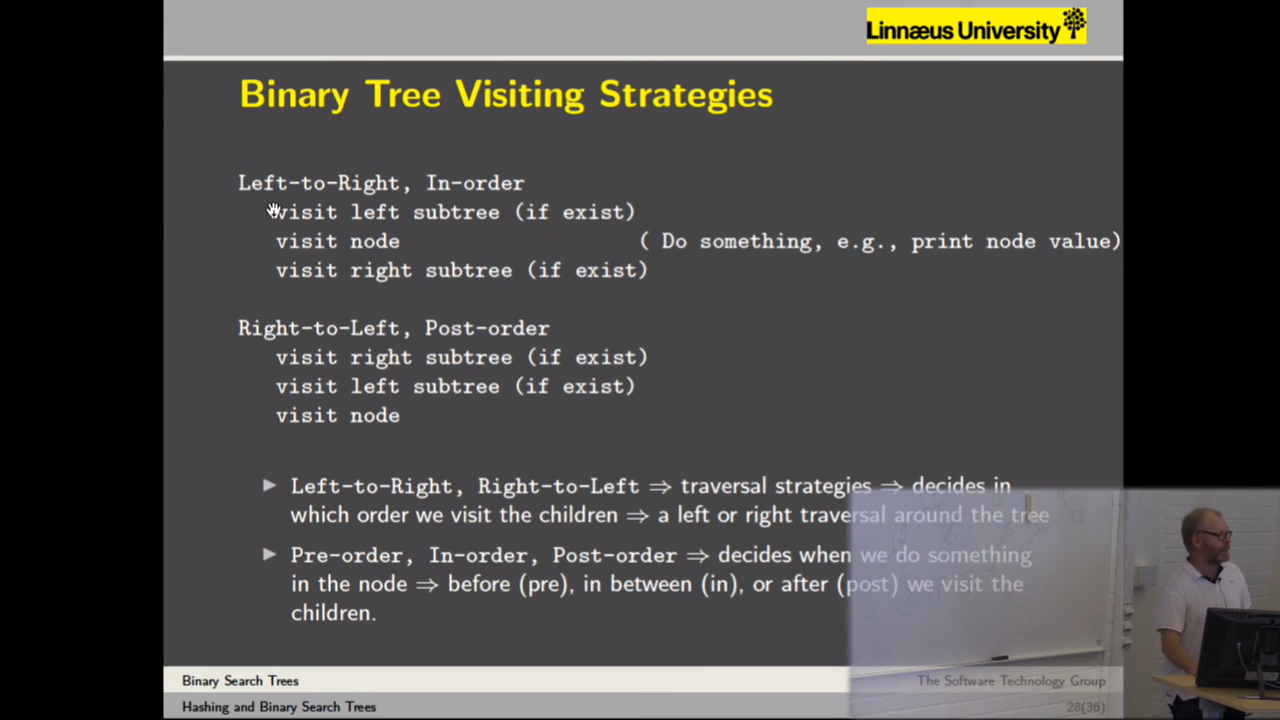 Linnæus University
Binary Tree Visiting Strategies
Left-to-Right, In-order
visit left subtree (if exist)
visit node ( Do something, e.g., print node value)
visit right subtree (if exist)
Right-to-Left, Post-order
visit right subtree (if exist)
visit left subtree (if exist)
visit node
▶ Left-to-Right, Right-to-Left ⇒ traversal strategies ⇒ decides in
which order we visit the children ⇒ a left or right traversal around the tree
▶ Pre-order, In-order, Post-order ⇒ decides when we do something
in the node ⇒ before (pre), in between (in), or after (post) we visit the
children.
Binary Search Trees The Software Technology Group
Hashing and Binary Search Trees 28(36)